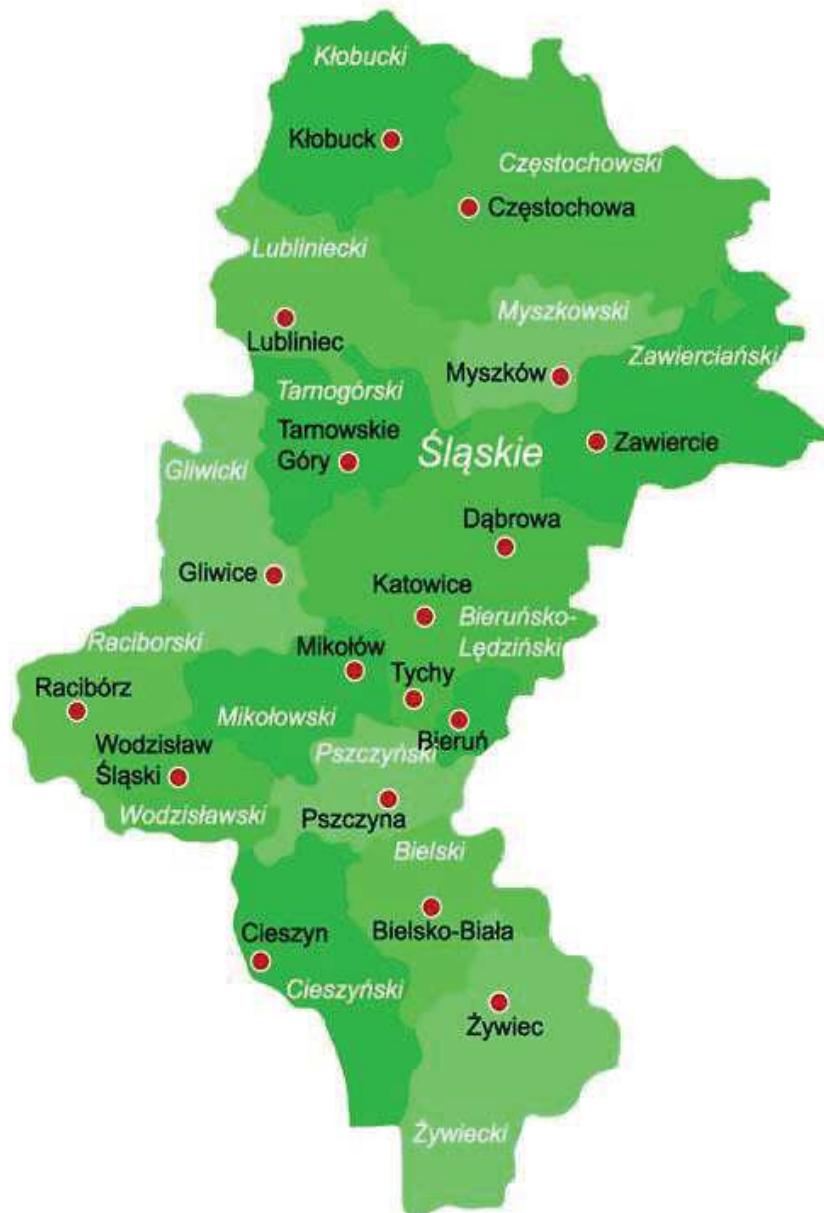 Kłobucki
Kłobuck
Częstochowski
Częstochowa
Lubliniecki
Lubliniec
Myszkowski
Myszków
Zawierciański
Tarnogórski
Tarnowskie
Góry
Śląskie
Zawiercie
Gliwicki
Dąbrowa
Gliwice
Katowice
Bieruńsko-
Lędziński
Raciborski
Mikołów
Tychy
Racibórz
Mikołowski
Bieruń
Wodzisław
Śląski
Pszczyński
Wodzisławski
Pszczyna
Bielski
Cieszyn
Bielsko-Biała
Cieszyński
Żywiec
Żywiecki